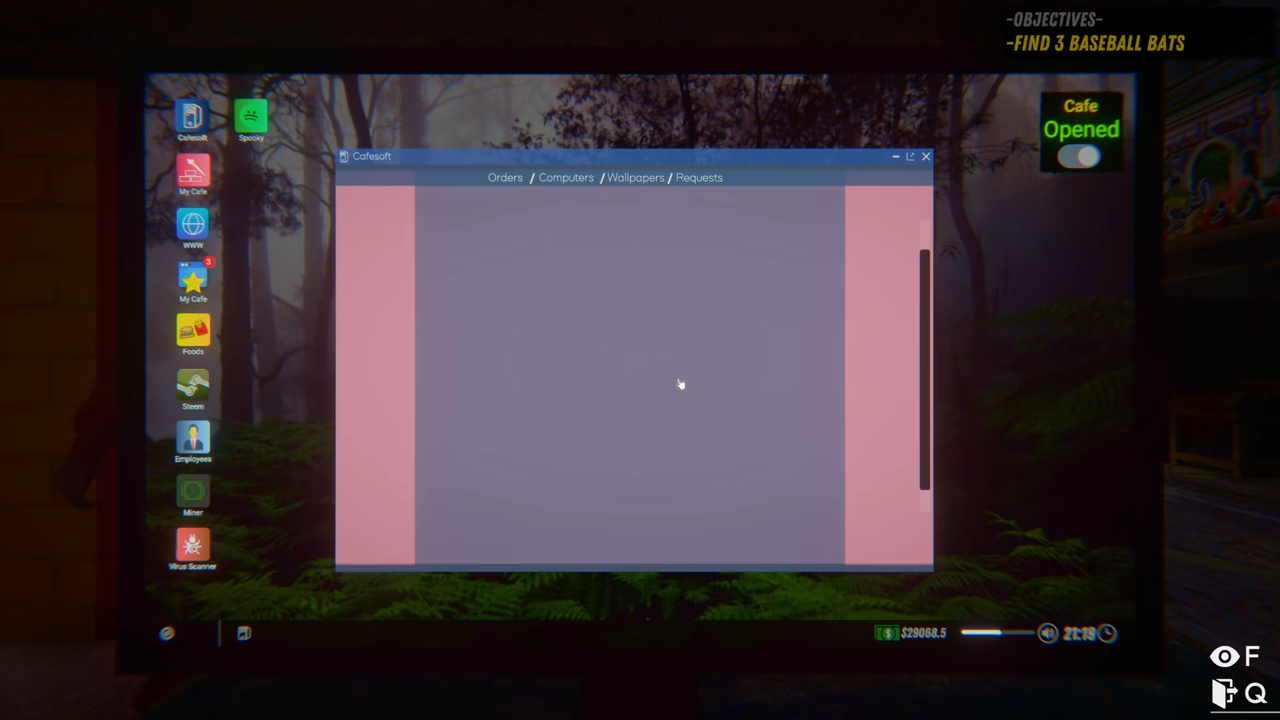 -OBJECTIVES-
-FIND 3 BASEBALL BATS
Cafesoft
Spooky
My Cafe
WWW
3
My Cafe
Foods
Steem
Employees
Miner
Virus Scanner
Cafesoft
Orders / Computers / Wallpapers / Requests
Cafe
Opened
$ $29068.5
21:19
F
Q